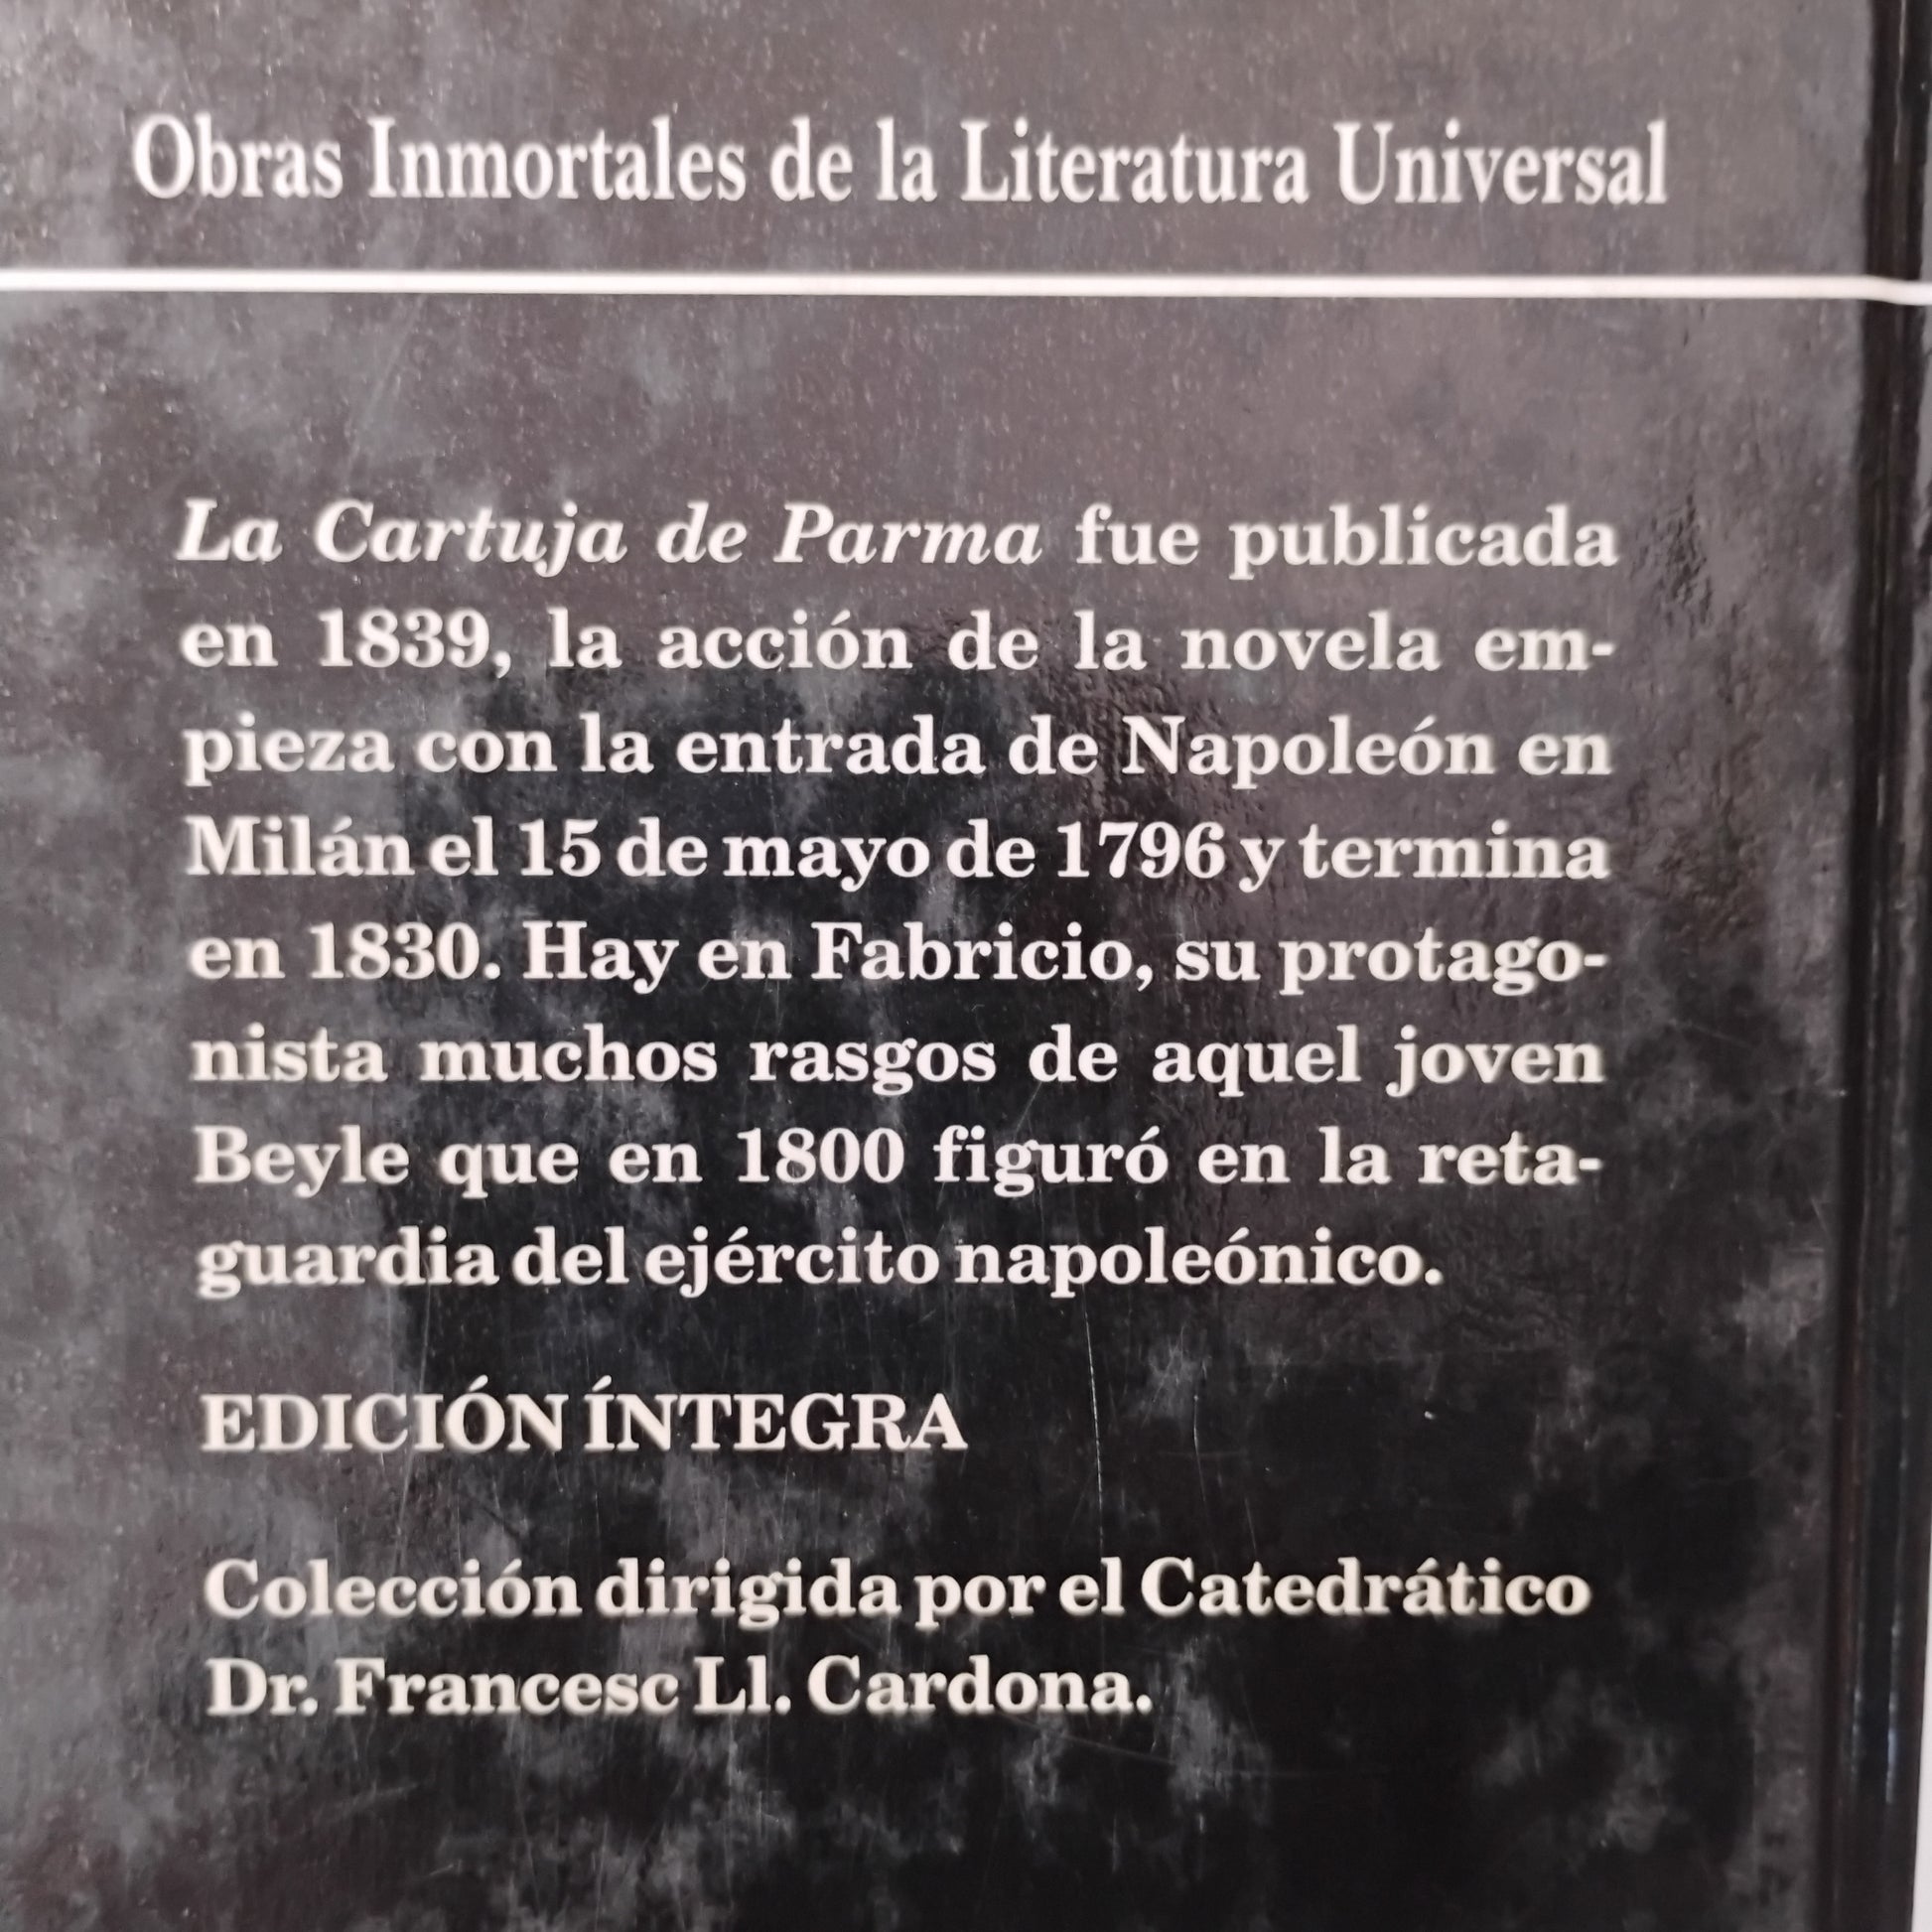 Obras Inmortales de la Literatura Universal
La Cartuja de Parma fue publicada
en 1839, la acción de la novela em-
pieza con la entrada de Napoleón en
Milán el 15 de mayo de 1796 y termina
en 1830. Hay en Fabricio, su protago-
nista muchos rasgos de aquel joven
Beyle que en 1800 figuró en la reta-
guardia del ejército napoleónico.
EDICIÓN ÍNTEGRA
Colección dirigida por el Catedrático
Dr. Francesc Ll. Cardona.